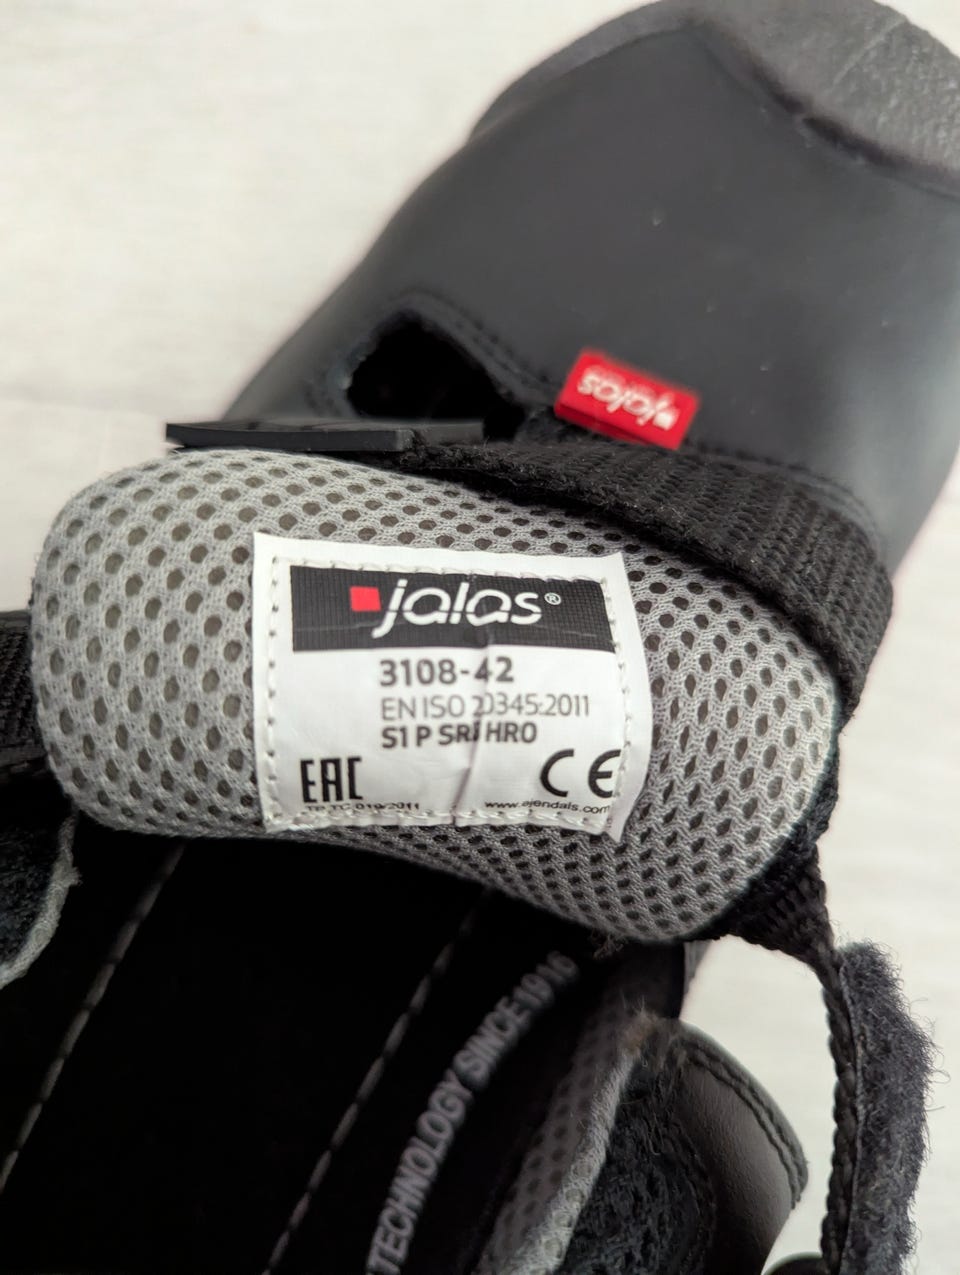 jalas
jalas®
3108-42
EN ISO 20345:2011
S1 P HRO
EAC CE
TP TC 019/2011 www.ejendals.com
TECHNOLOGY SINCE 1916